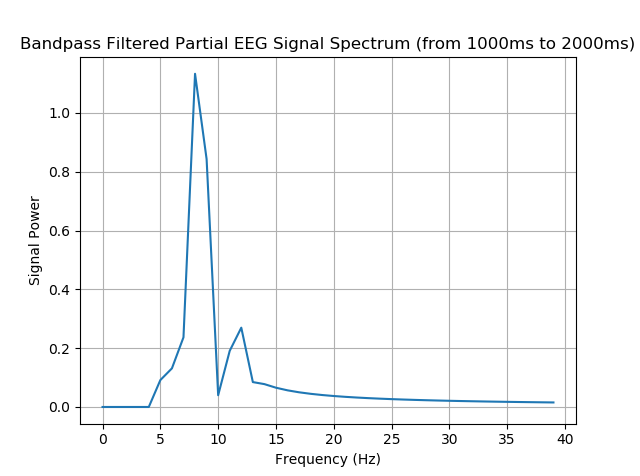 Bandpass Filtered Partial EEG Signal Spectrum (from 1000ms to 2000ms)
1.0
0.8
0.6
0.4
0.2
0.0
Signal Power
0 5 10 15 20 25 30 35 40
Frequency (Hz)